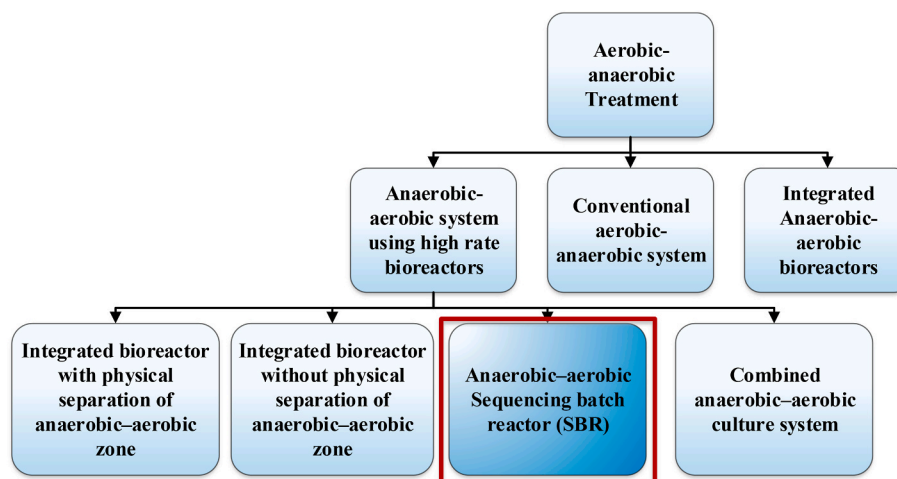 Aerobic-
anaerobic
Treatment
Anaerobic-
aerobic system
using high rate
bioreactors
Conventional
aerobic-
anaerobic system
Integrated
Anaerobic-
aerobic
bioreactors
Integrated bioreactor
with physical
separation of
anaerobic–aerobic
zone
Integrated bioreactor
without physical
separation of
anaerobic–aerobic
zone
Anaerobic–aerobic
Sequencing batch
reactor (SBR)
Combined
anaerobic–aerobic
culture system